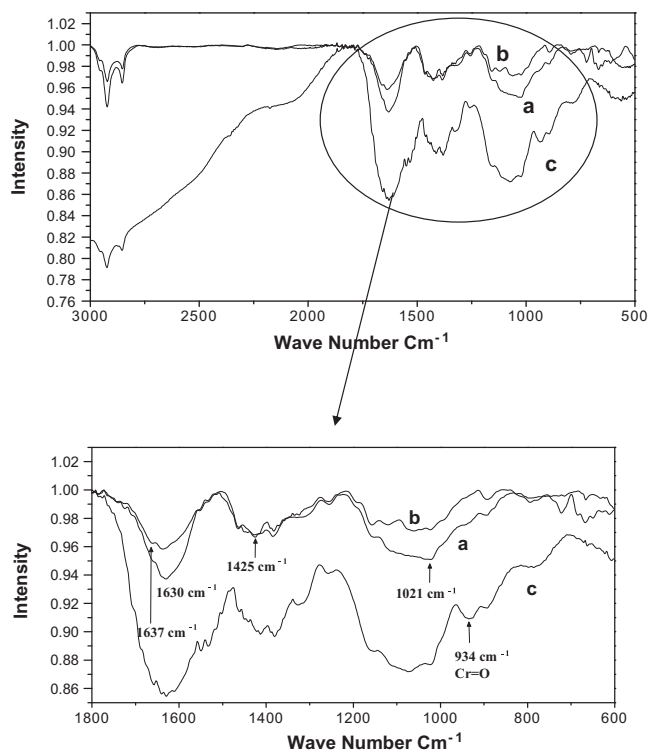 1.02
1.00
0.98
0.96
0.94
0.92
0.90
0.88
0.86
0.84
0.82
0.80
0.78
0.76
Intensity
b
a
c
3000 2500 2000 1500 1000 500
Wave Number Cm-1
1.02
1.00
0.98
0.96
0.94
0.92
0.90
0.88
0.86
Intensity
b
a
c
1425 cm-1
1630 cm-1
1021 cm-1
1637 cm-1
934 cm-1
Cr=O
1800 1600 1400 1200 1000 800 600
Wave Number Cm-1